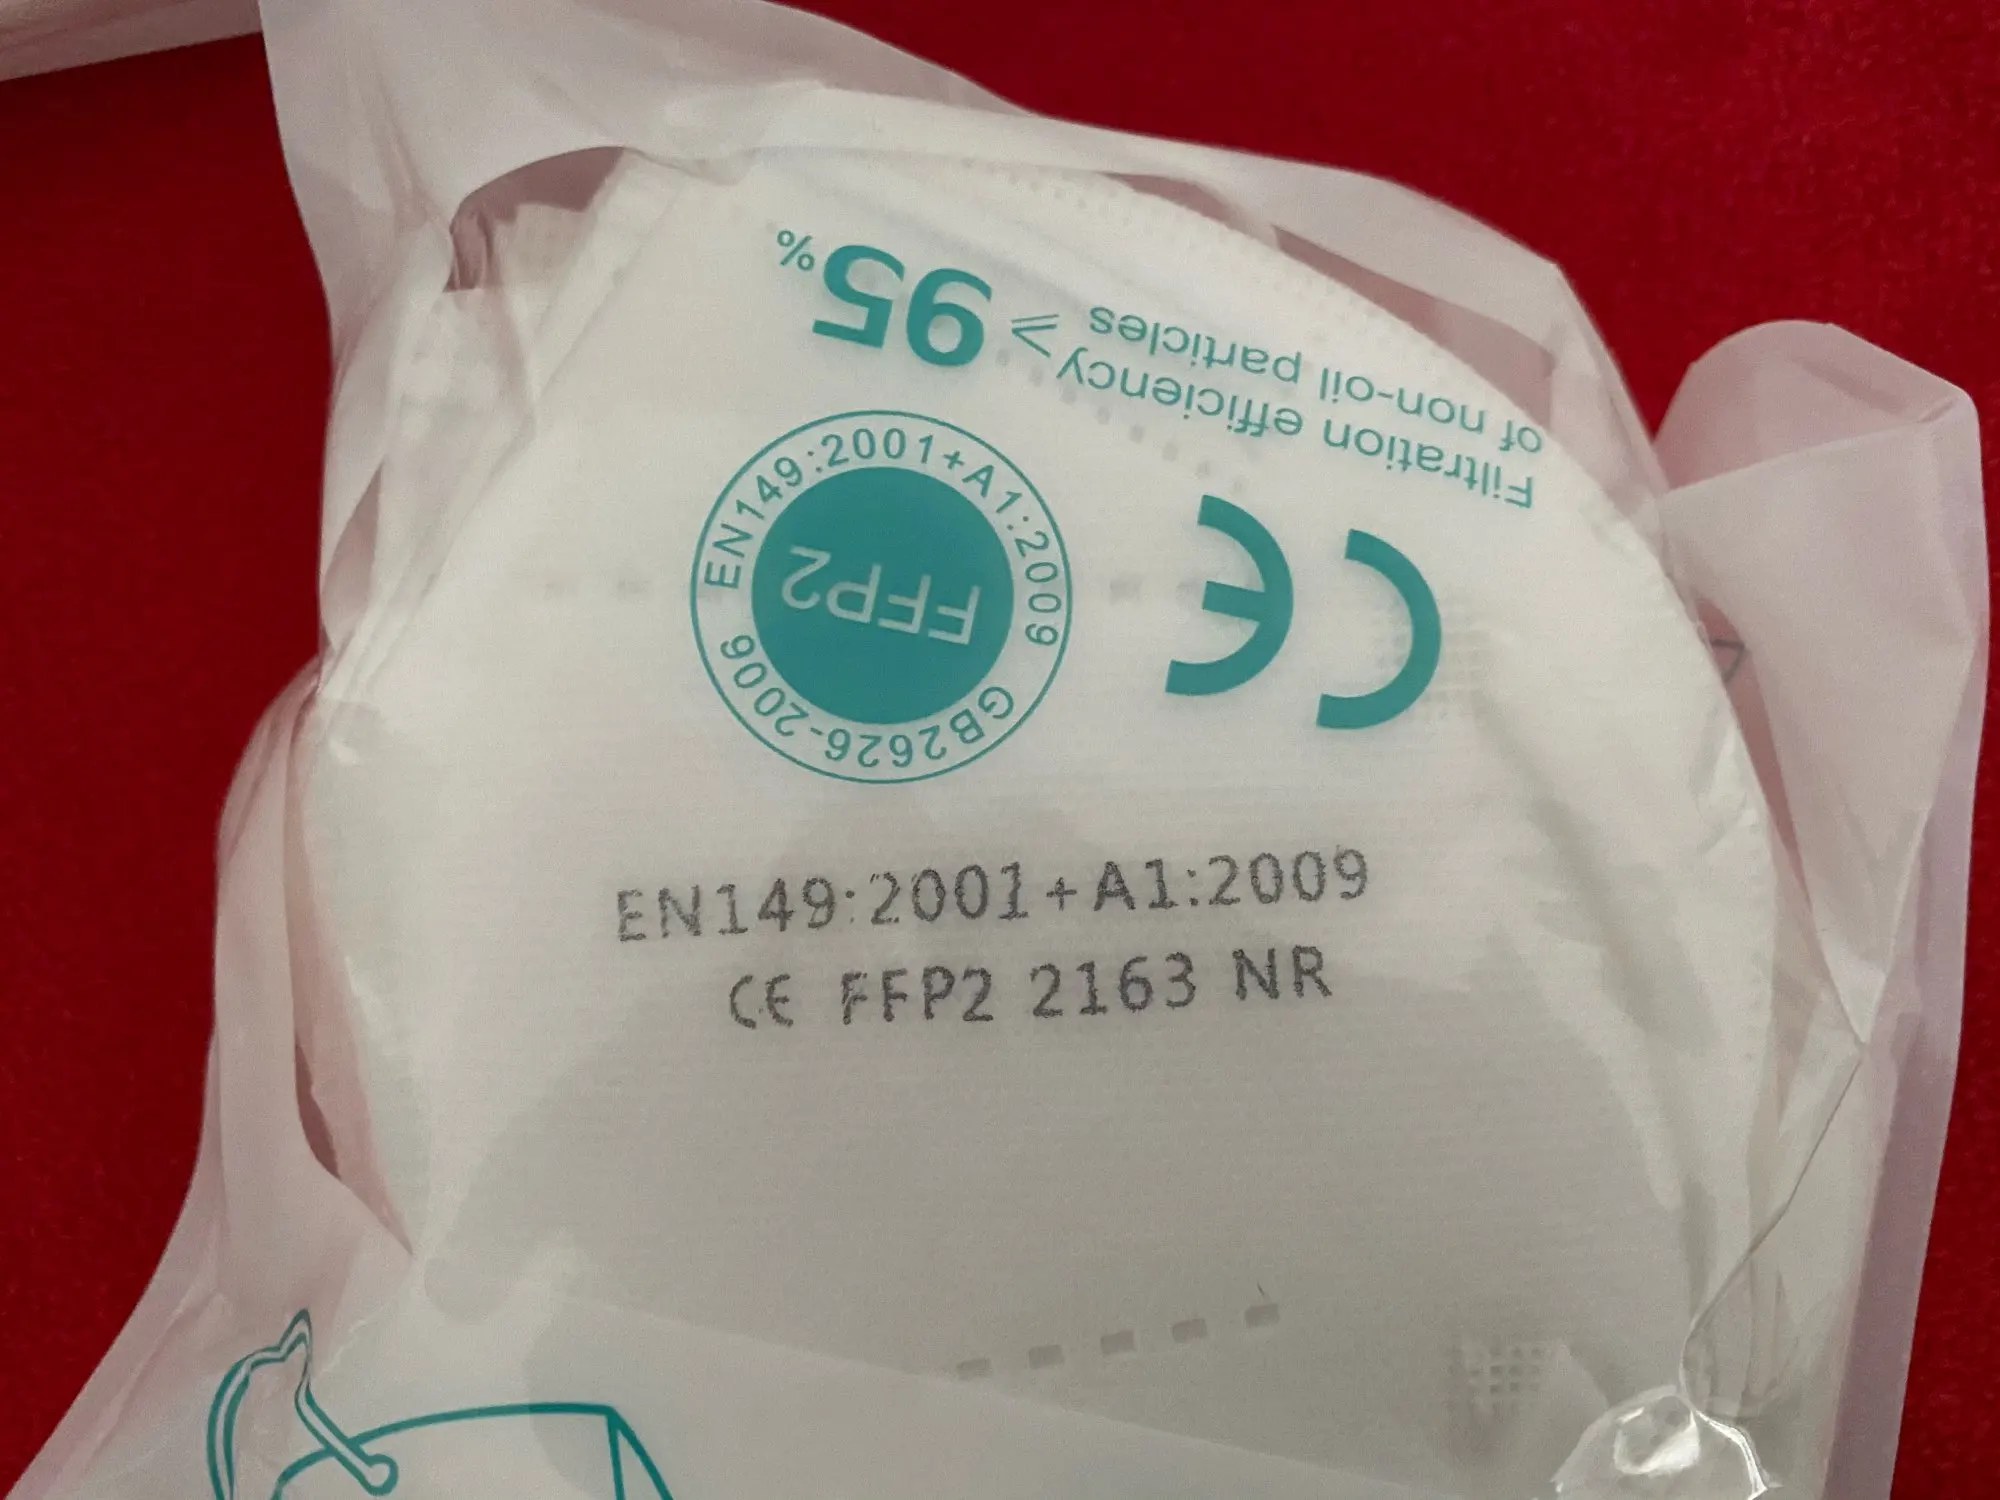 Filtration efficiency
of non-oil particles
≥ 95%
CE
EN149:2001+A1:2009
FFP2
GB2626-2006
EN149:2001+A1:2009
CE FFP2 2163 NR